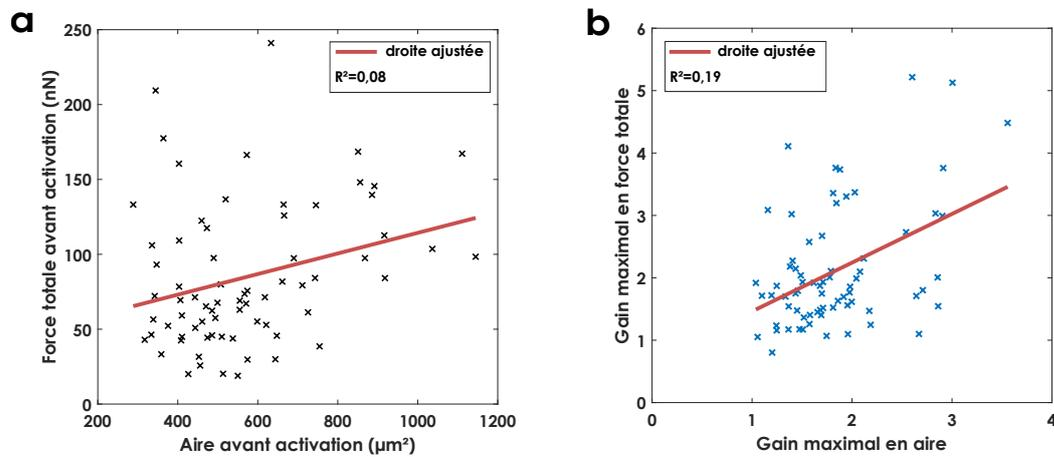 a
droite ajustée
R²=0,08
Force totale avant activation (nN)
250
200
150
100
50
0
200 400 600 800 1000 1200
Aire avant activation (µm²)
b
droite ajustée
R²=0,19
Gain maximal en force totale
6
5
4
3
2
1
0
0 1 2 3 4
Gain maximal en aire